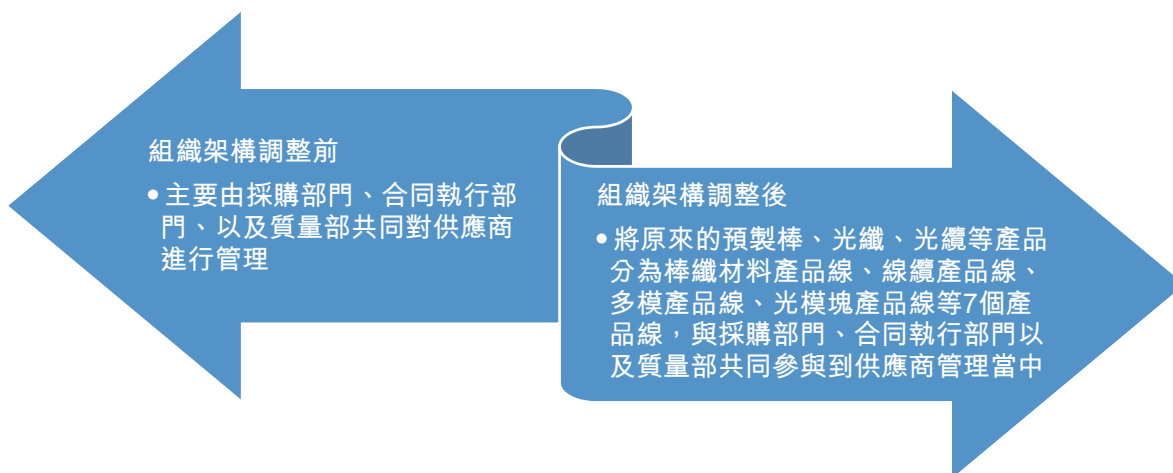 組織架構調整前
•主要由採購部門、合同執行部
門、以及質量部共同對供應商
進行管理
組織架構調整後
•將原來的預製棒、光纖、光纜等產品
分為棒纖材料產品線、線纜產品線、
多模產品線、光模塊產品線等7個產
品線，與採購部門、合同執行部門以
及質量部共同參與到供應商管理當中